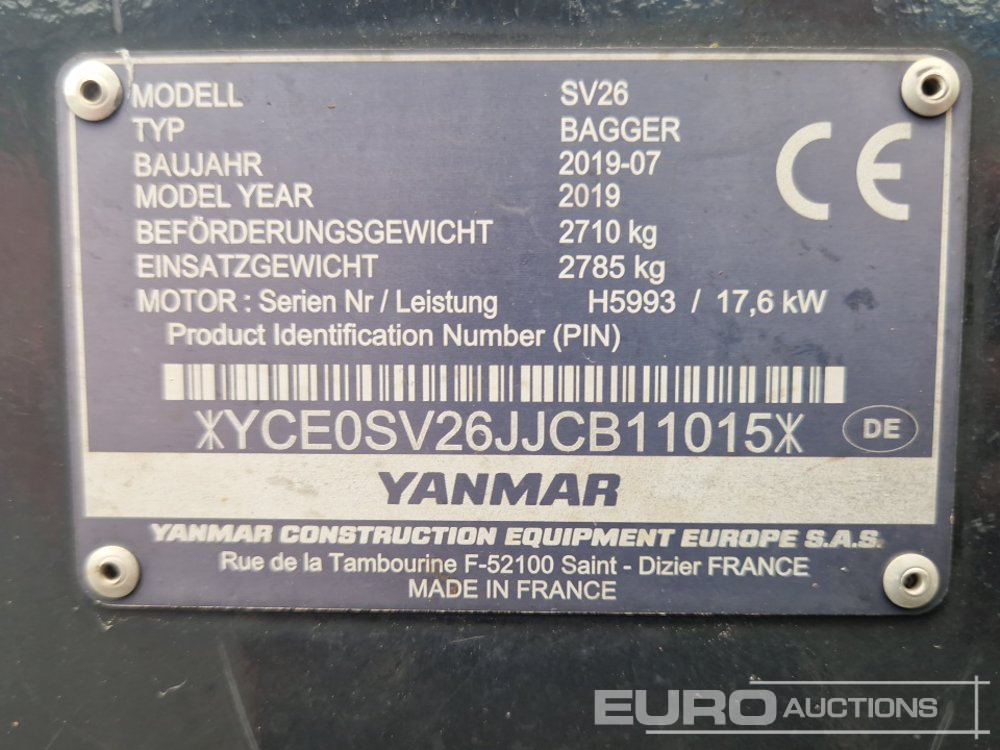 MODELL SV26
TYP BAGGER
BAUJAHR 2019-07
MODEL YEAR 2019
BEFÖRDERUNGSGEWICHT 2710 kg
EINSATZGEWICHT 2785 kg
MOTOR : Serien Nr / Leistung H5993 / 17,6 kW
Product Identification Number (PIN)
YCE0SV26JJCB11015
DE
YANMAR
YANMAR CONSTRUCTION EQUIPMENT EUROPE S.A.S.
Rue de la Tambourine F-52100 Saint - Dizier FRANCE
MADE IN FRANCE
CE
EURO AUCTIONS